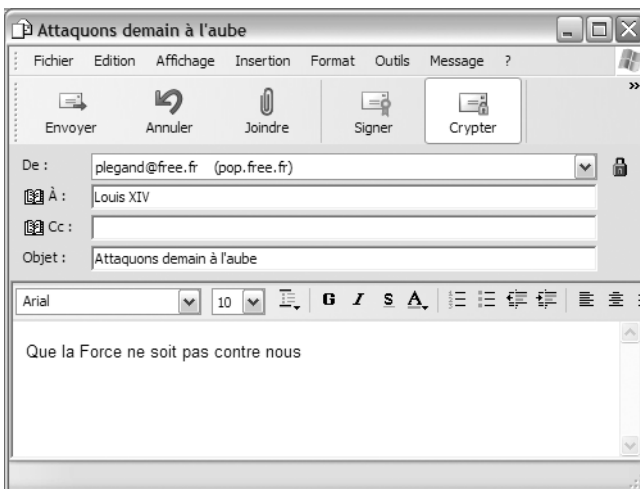 Attaquons demain à l'aube
Fichier Edition Affichage Insertion Format Outils Message ?
Envoyer Annuler Joindre Signer Crypter
De : plegand@free.fr (pop.free.fr)
À : Louis XIV
Cc :
Objet : Attaquons demain à l'aube
Arial 10 G I S A
Que la Force ne soit pas contre nous